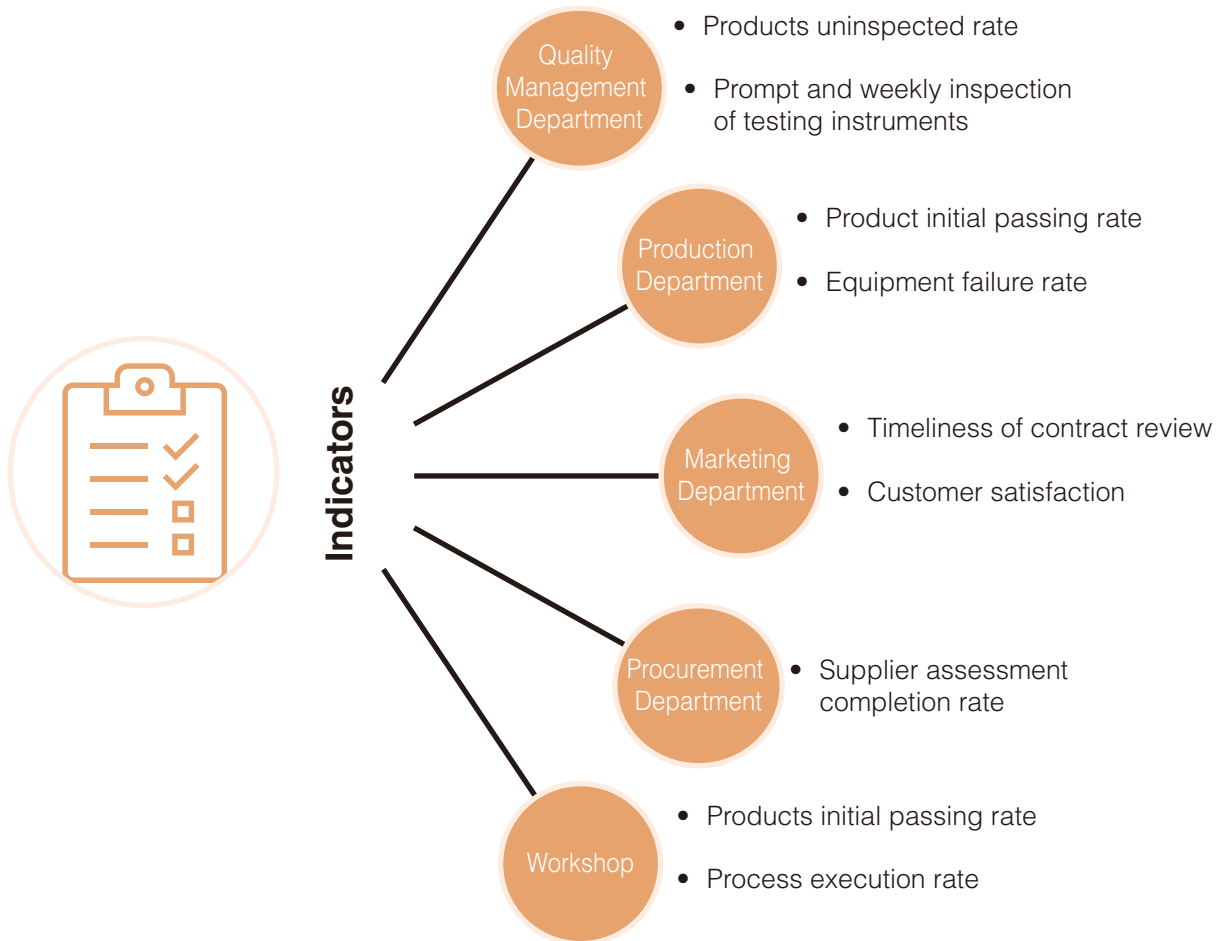 Indicators
Quality
Management
Department
• Products uninspected rate
• Prompt and weekly inspection
of testing instruments
Production
Department
• Product initial passing rate
• Equipment failure rate
Marketing
Department
• Timeliness of contract review
• Customer satisfaction
Procurement
Department
• Supplier assessment
completion rate
Workshop
• Products initial passing rate
• Process execution rate